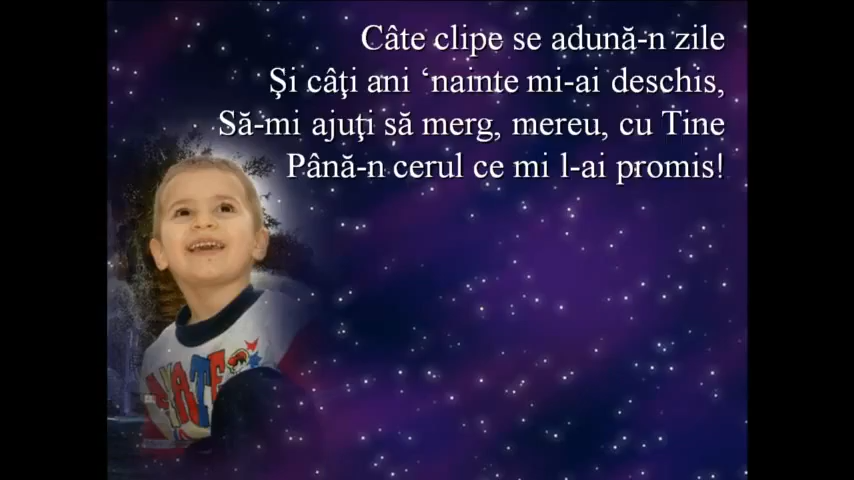 Câte clipe se adună-n zile
Şi câţi ani ‘nainte mi-ai deschis,
Să-mi ajuţi să merg, mereu, cu Tine
Până-n cerul ce mi l-ai promis!